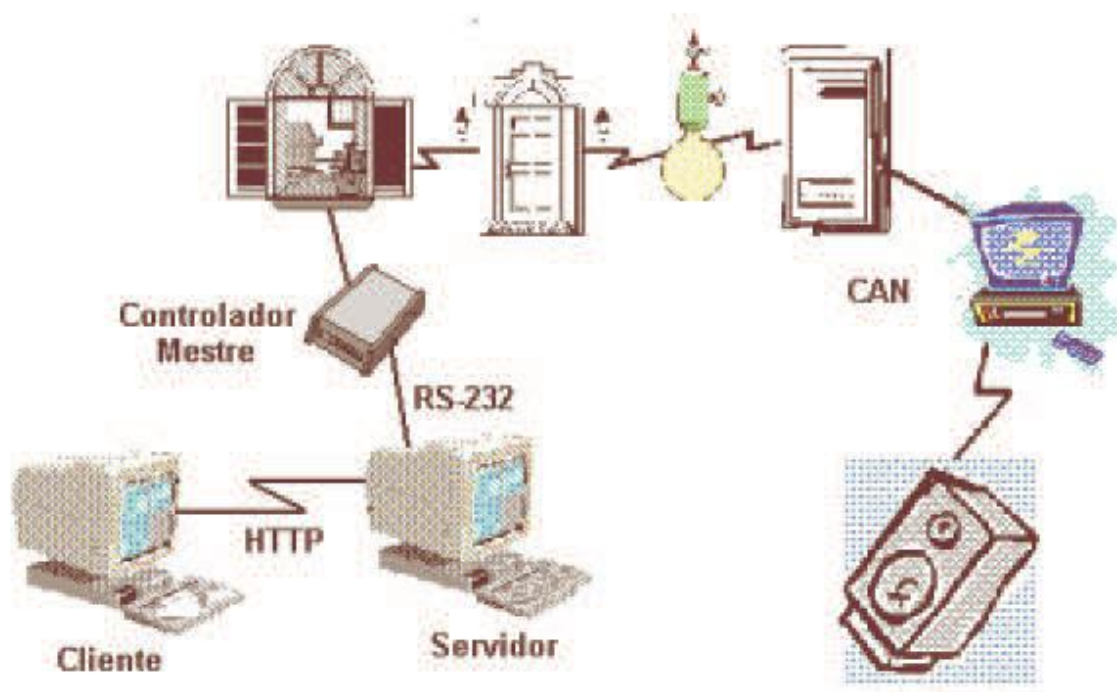 CAN
Controlador
Mestre
RS-232
HTTP
Cliente
Servidor